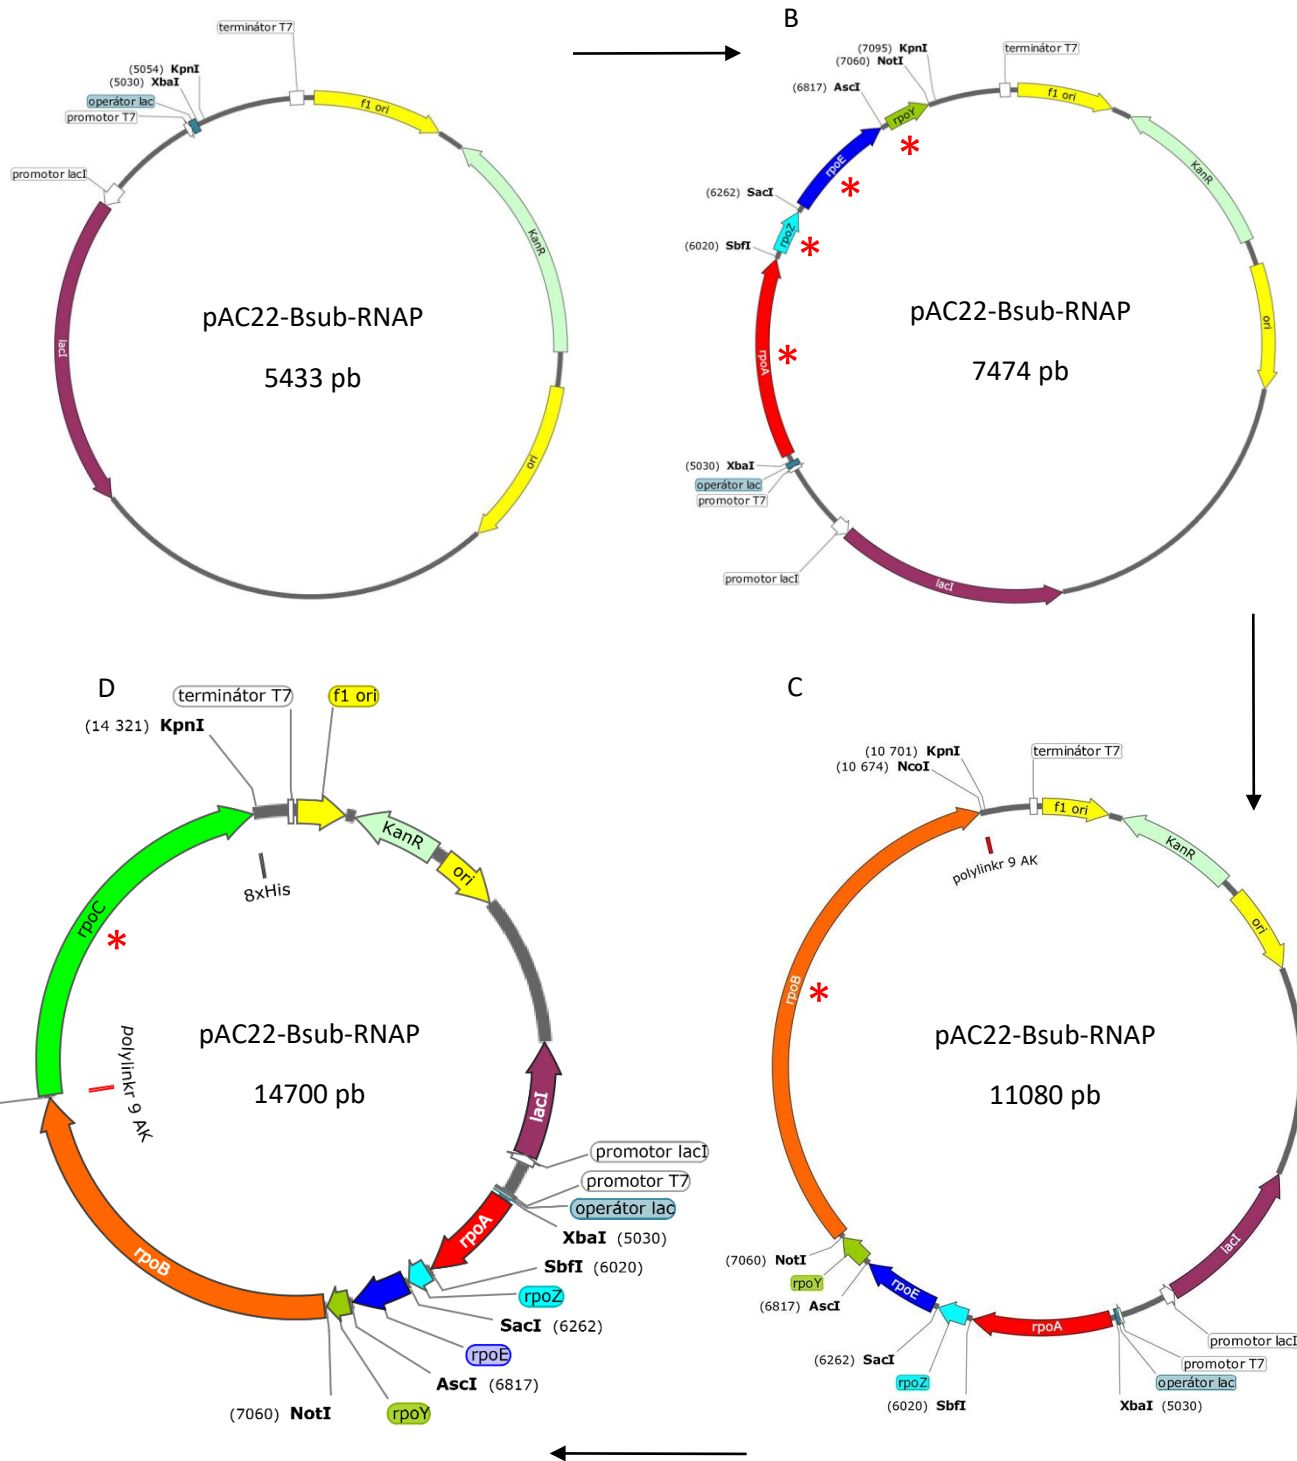 terminátor T7
(5054) KpnI
(5030) XbaI
operátor lac
promotor T7
promotor lacI
f1 ori
KanR
lacI
ori
pAC22-Bsub-RNAP
5433 pb
B
(7095) KpnI
(7060) NotI
terminátor T7
(6817) AscI
f1 ori
rpoY
*
KanR
rpoE
*
(6262) SacI
rpoZ
*
(6020) SbfI
ori
pAC22-Bsub-RNAP
rpoA
*
7474 pb
(5030) XbaI
operátor lac
promotor T7
promotor lacI
lacI
D
terminátor T7
f1 ori
(14 321) KpnI
KanR
ori
8xHis
rpoC
*
pAC22-Bsub-RNAP
14700 pb
polylinkr 9 AK
lacI
promotor lacI
promotor T7
operátor lac
rpoA
XbaI (5030)
SbfI (6020)
rpoZ
rpoB
SacI (6262)
rpoE
AscI (6817)
(7060) NotI
rpoY
C
(10 701) KpnI
(10 674) NcoI
terminátor T7
f1 ori
KanR
polylinkr 9 AK
ori
rpoB
*
pAC22-Bsub-RNAP
11080 pb
lacI
(7060) NotI
rpoY
(6817) AscI
rpoE
rpoA
promotor lacI
(6262) SacI
promotor T7
rpoZ
operátor lac
(6020) SbfI
XbaI (5030)